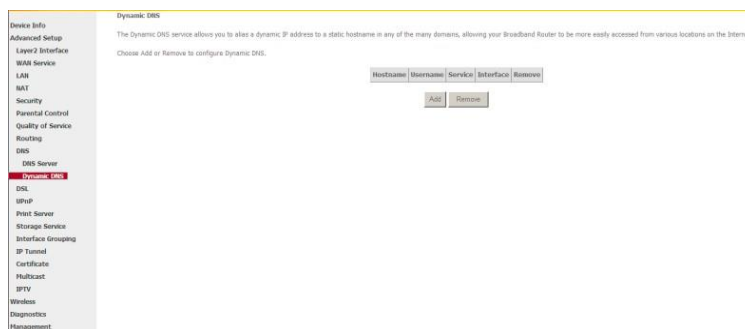 Device Info
Advanced Setup
Layer2 Interface
WAN Service
LAN
NAT
Security
Parental Control
Quality of Service
Routing
DNS
DNS Server
Dynamic DNS
DSL
UPnP
Print Server
Storage Service
Interface Grouping
IP Tunnel
Certificate
Multicast
IPTV
Wireless
Diagnostics
Management
Dynamic DNS
The Dynamic DNS service allows you to alias a dynamic IP address to a static hostname in any of the many domains, allowing your Broadband Router to be more easily accessed from various locations on the Intern
Choose Add or Remove to configure Dynamic DNS.
Hostname Username Service Interface Remove
Add Remove